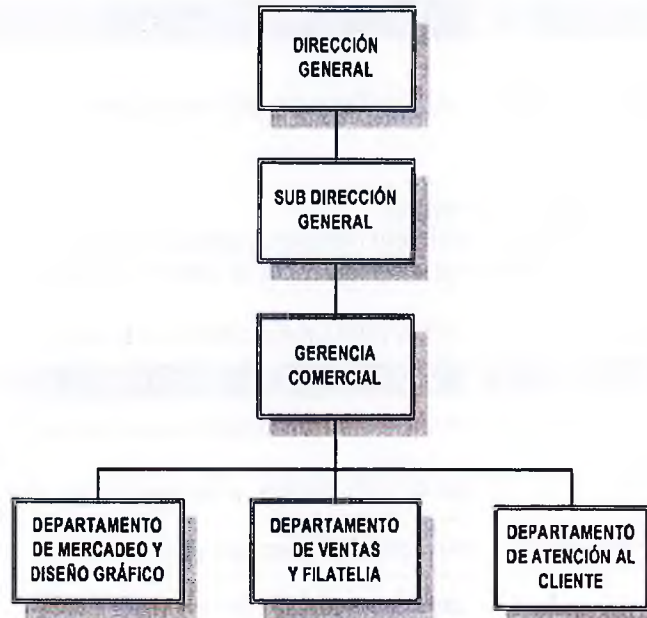 DIRECCIÓN
GENERAL
SUB DIRECCIÓN
GENERAL
GERENCIA
COMERCIAL
DEPARTAMENTO
DE MERCADEO Y
DISEÑO GRÁFICO
DEPARTAMENTO
DE VENTAS
Y FILATELIA
DEPARTAMENTO
DE ATENCIÓN AL
CLIENTE